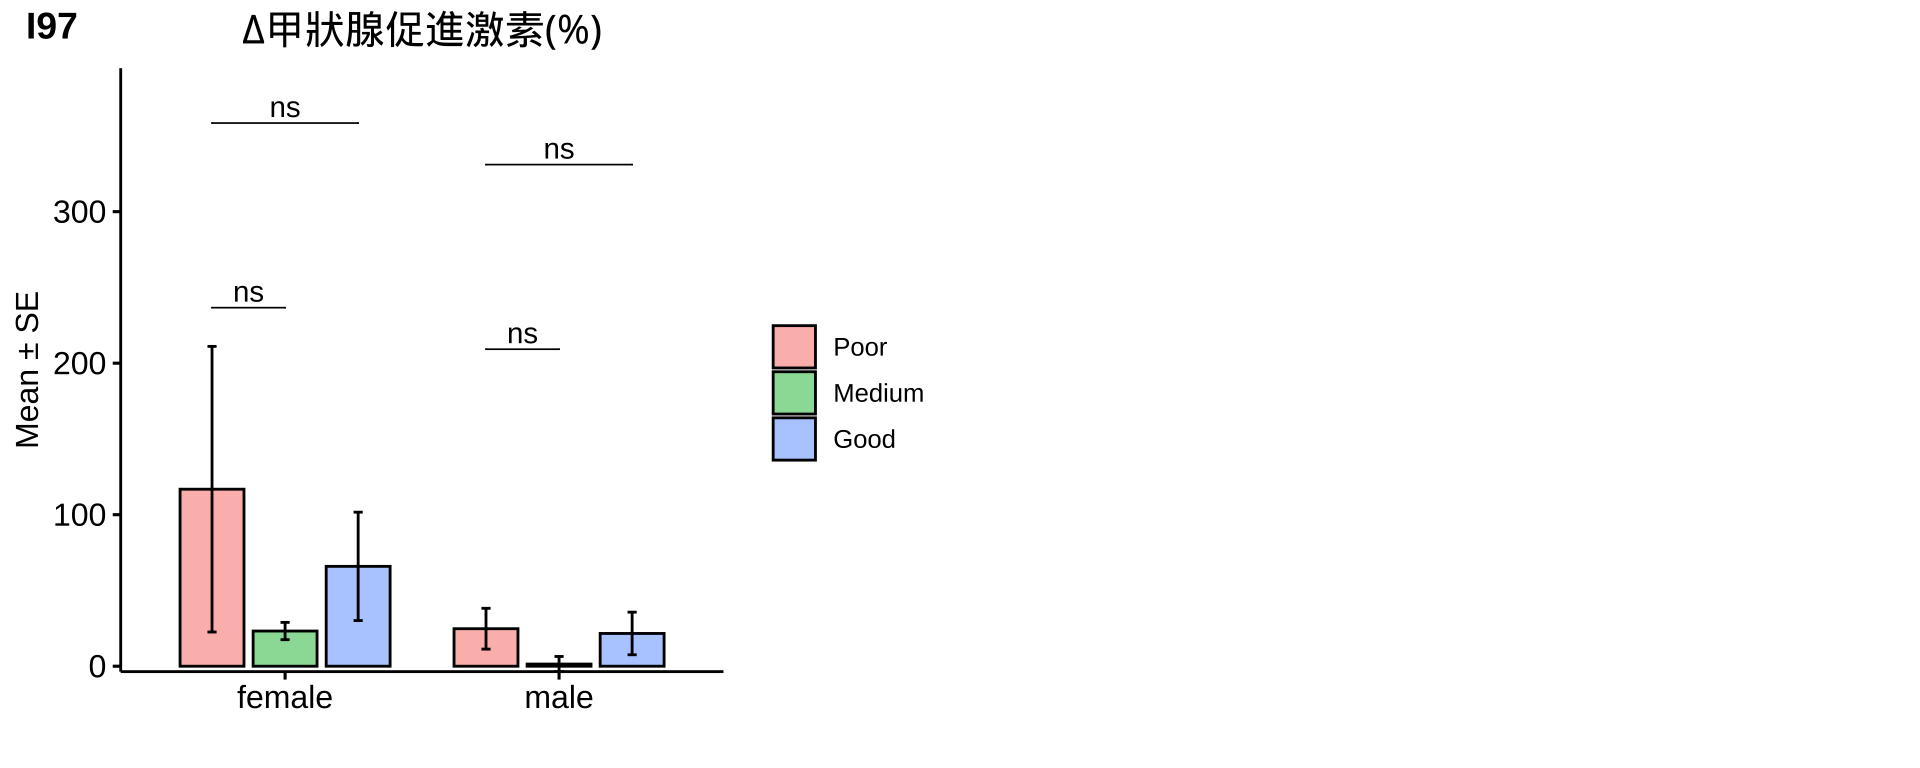 I97
Δ甲狀腺促進激素(%)
ns
ns
300
ns
ns
Mean ± SE
200
100
0
female
male
Poor
Medium
Good